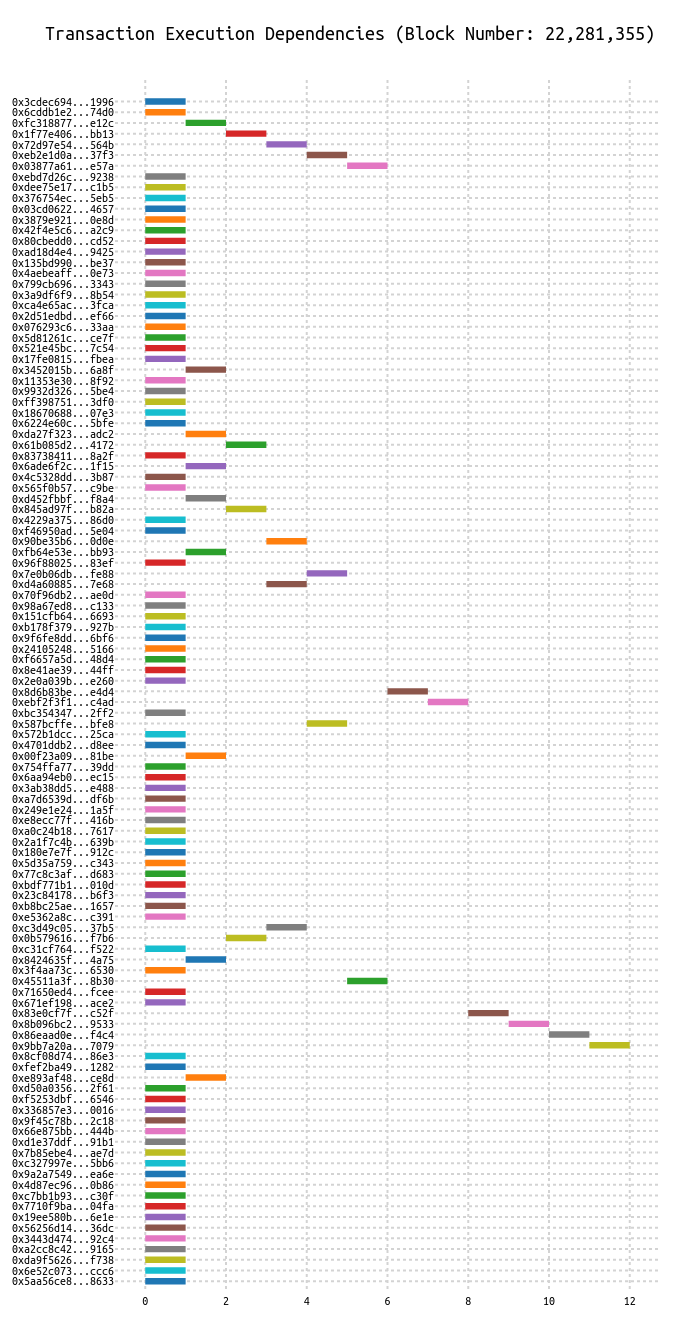 Transaction Execution Dependencies (Block Number: 22,281,355)
0x3cdec694...1996
0x6cddb1e2...74d0
0xfc318877...e12c
0x1f77e406...bb13
0x72d97e54...564b
0xeb2e1d0a...37f3
0x03877a61...e57a
0xebd7d26c...9238
0xdee75e17...c1b5
0x376754ec...5eb5
0x03cd0622...4657
0x3879e921...0e8d
0x42f4e5c6...a2c9
0x80cbedd0...cd52
0xad18d4e4...9425
0x135bd990...be37
0x4aebeaff...0e73
0x799cb696...3343
0x3a9df6f9...8b54
0xca4e65ac...3fca
0x2d51edbd...ef66
0x076293c6...33aa
0x5d81261c...ce7f
0x521e45bc...7c54
0x17fe0815...fbea
0x3452015b...6a8f
0x11353e30...8f92
0x9932d326...5be4
0xff398751...3df0
0x18670688...07e3
0x6224e60c...5bfe
0xda27f323...adc2
0x61b085d2...4172
0x83738411...8a2f
0x6ade6f2c...1f15
0x4c5328dd...3b87
0x565f0b57...c9be
0xd452fbbf...f8a4
0x845ad97f...b82a
0x4229a375...86d0
0xf46950ad...5e04
0x90be35b6...0d0e
0xfb64e53e...bb93
0x96f88025...83ef
0x7e0b06db...fe88
0xd4a60885...7e68
0x70f96db2...ae0d
0x98a67ed8...c133
0x151cfb64...6693
0xb178f379...927b
0x9f6fe8dd...6bf6
0x24105248...5166
0xf6657a5d...48d4
0x8e41ae39...44ff
0x2e0a039b...e260
0x8d6b83be...e4d4
0xebf2f3f1...c4ad
0xbc354347...2ff2
0x587bcffe...bfe8
0x572b1dcc...25ca
0x4701ddb2...d8ee
0x00f23a09...81be
0x754ffa77...39dd
0x6aa94eb0...ec15
0x3ab38dd5...e488
0xa7d6539d...df6b
0x249e1e24...1a5f
0xe8ecc77f...416b
0xa0c24b18...7617
0x2a1f7c4b...639b
0x180e7e7f...912c
0x5d35a759...c343
0x77c8c3af...d683
0xbdf771b1...010d
0x23c84178...b6f3
0xb8bc25ae...1657
0xe5362a8c...c391
0xc3d49c05...37b5
0x0b579616...f7b6
0xc31cf764...f522
0x8424635f...4a75
0x3f4aa73c...6530
0x45511a3f...8b30
0x71650ed4...fcee
0x671ef198...ace2
0x83e0cf7f...c52f
0x8b096bc2...9533
0x86eaad0e...f4c4
0x9bb7a20a...7079
0x8cf08d74...86e3
0xfef2ba49...1282
0xe893af48...ce8d
0xd50a0356...2f61
0xf5253dbf...6546
0x336857e3...0016
0x9f45c78b...2c18
0x66e875bb...444b
0xd1e37ddf...91b1
0x7b85ebe4...ae7d
0xc327997e...5bb6
0x9a2a7549...ea6e
0x4d87ec96...0b86
0xc7bb1b93...c30f
0x7710f9ba...04fa
0x19ee580b...6e1e
0x56256d14...36dc
0x3443d474...92c4
0xa2cc8c42...9165
0xda9f5626...f738
0x6e52c073...ccc6
0x5aa56ce8...8633
0 2 4 6 8 10 12